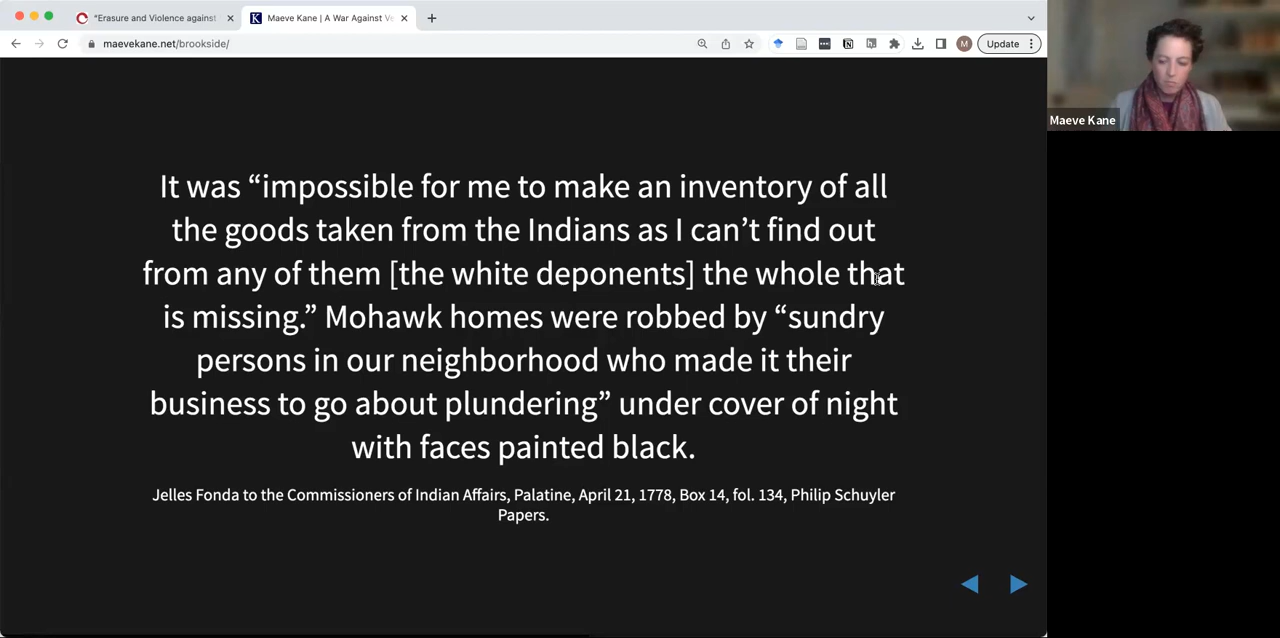 "Erasure and Violence against
Maeve Kane | A War Against Ve
maevekane.net/brookside/
M
Update
Maeve Kane
It was “impossible for me to make an inventory of all
the goods taken from the Indians as I can’t find out
from any of them [the white deponents] the whole that
is missing.” Mohawk homes were robbed by “sundry
persons in our neighborhood who made it their
business to go about plundering” under cover of night
with faces painted black.
Jelles Fonda to the Commissioners of Indian Affairs, Palatine, April 21, 1778, Box 14, fol. 134, Philip Schuyler
Papers.